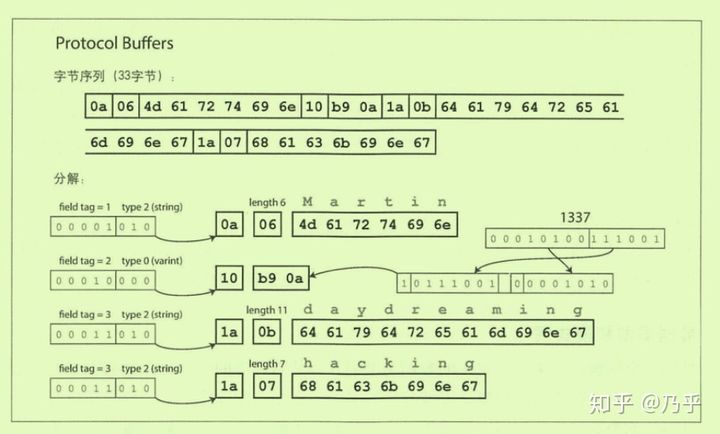 Protocol Buffers
字节序列 (33字节) :
0a 06 4d 61 72 74 69 6e 10 b9 0a 1a 0b 64 61 79 64 72 65 61
6d 69 6e 67 1a 07 68 61 63 6b 69 6e 67
分解:
field tag = 1 type 2 (string) length 6 M a r t i n
0 0 0 0 1 0 1 0 0a 06 4d 61 72 74 69 6e
1337
0 0 0 1 0 1 0 0 1 1 1 0 0 1
field tag = 2 type 0 (varint)
0 0 0 1 0 0 0 0 10 b9 0a 1 0 1 1 1 0 0 1 0 0 0 0 1 0 1 0
field tag = 3 type 2 (string) length 11 d a y d r e a m i n g
0 0 0 1 1 0 1 0 1a 0b 64 61 79 64 72 65 61 6d 69 6e 67
field tag = 3 type 2 (string) length 7 h a c k i n g
0 0 0 1 1 0 1 0 1a 07 68 61 63 6b 69 6e 67
知乎 @乃乎